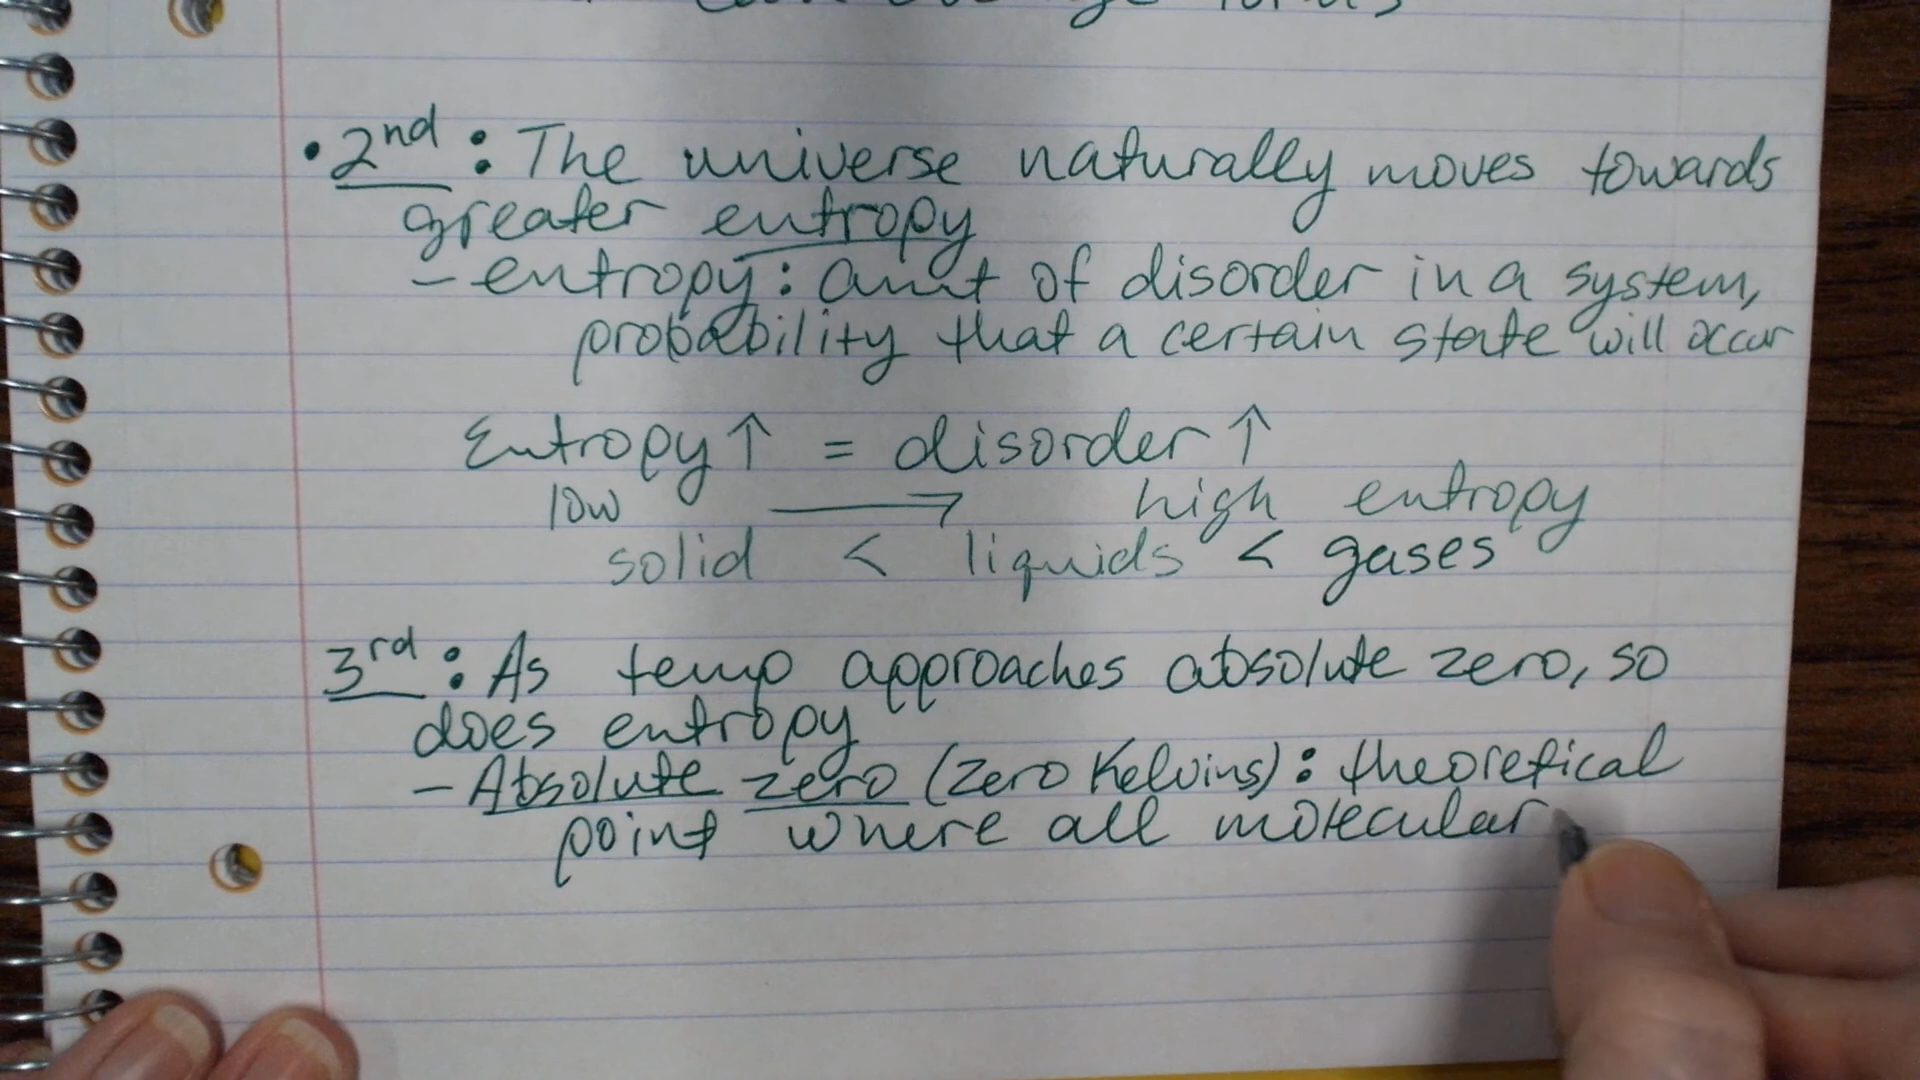 • 2nd : The universe naturally moves towards
greater entropy
- entropy : amt of disorder in a system,
probability that a certain state will occur
Entropy ↑ = disorder ↑
low → high entropy
solid < liquids < gases
3rd : As temp approaches absolute zero, so
does entropy
- Absolute zero (zero Kelvins) : theoretical
point where all molecular